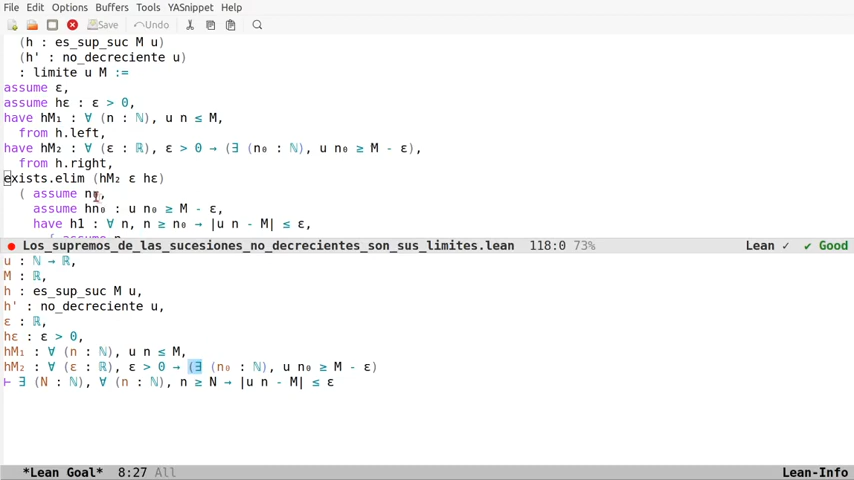 File Edit Options Buffers Tools YASnippet Help
Save Undo
(h : es_sup_suc M u)
(h' : no_decreciente u)
: limite u M :=
assume ε,
assume hε : ε > 0,
have hM₁ : ∀ (n : ℕ), u n ≤ M,
from h.left,
have hM₂ : ∀ (ε : ℝ), ε > 0 → (∃ (n₀ : ℕ), u n₀ ≥ M - ε),
from h.right,
exists.elim (hM₂ ε hε)
( assume n₀,
assume hn₀ : u n₀ ≥ M - ε,
have h1 : ∀ n, n ≥ n₀ → |u n - M| ≤ ε,
Los_supremos_de_las_sucesiones_no_decrecientes_son_sus_limites.lean 118:0 73% Lean ✓ ✔ Good
u : ℕ → ℝ,
M : ℝ,
h : es_sup_suc M u,
h' : no_decreciente u,
ε : ℝ,
hε : ε > 0,
hM₁ : ∀ (n : ℕ), u n ≤ M,
hM₂ : ∀ (ε : ℝ), ε > 0 → (∃ (n₀ : ℕ), u n₀ ≥ M - ε)
⊢ ∃ (N : ℕ), ∀ (n : ℕ), n ≥ N → |u n - M| ≤ ε
*Lean Goal* 8:27 All Lean-Info